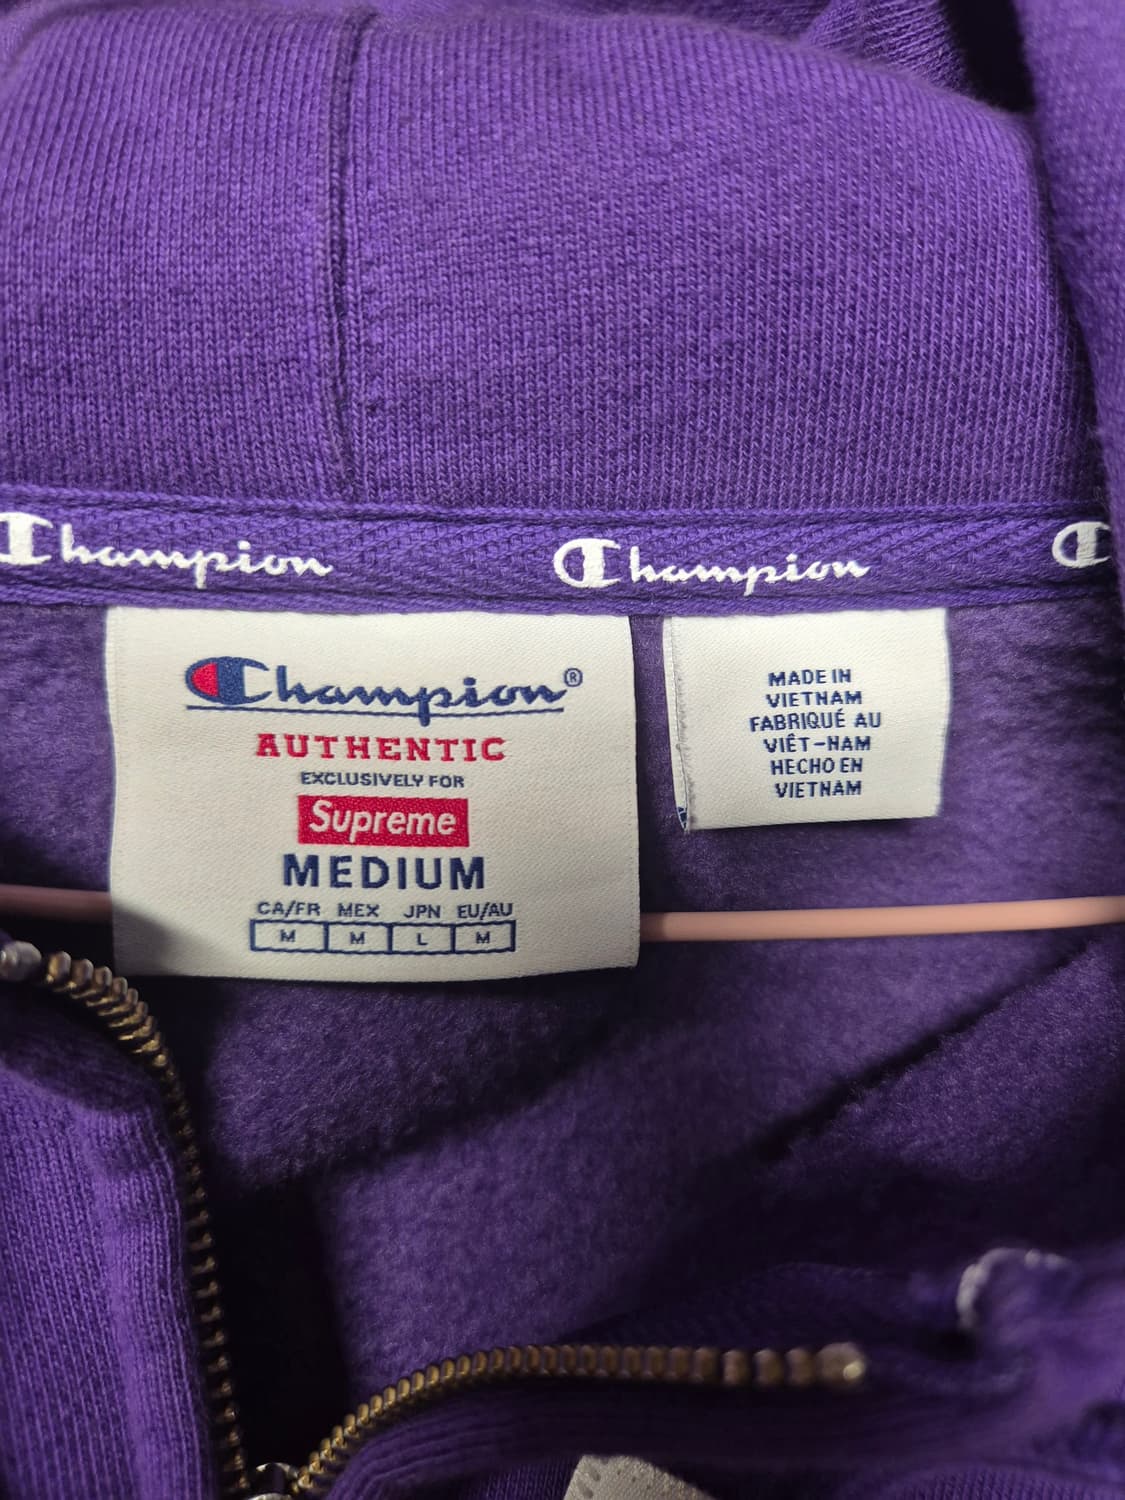 Champion Champion C
Champion®
AUTHENTIC
EXCLUSIVELY FOR
Supreme
MEDIUM
CA/FR MEX JPN EU/AU
M M L M
MADE IN
VIETNAM
FABRIQUÉ AU
VIÊT-NAM
HECHO EN
VIETNAM